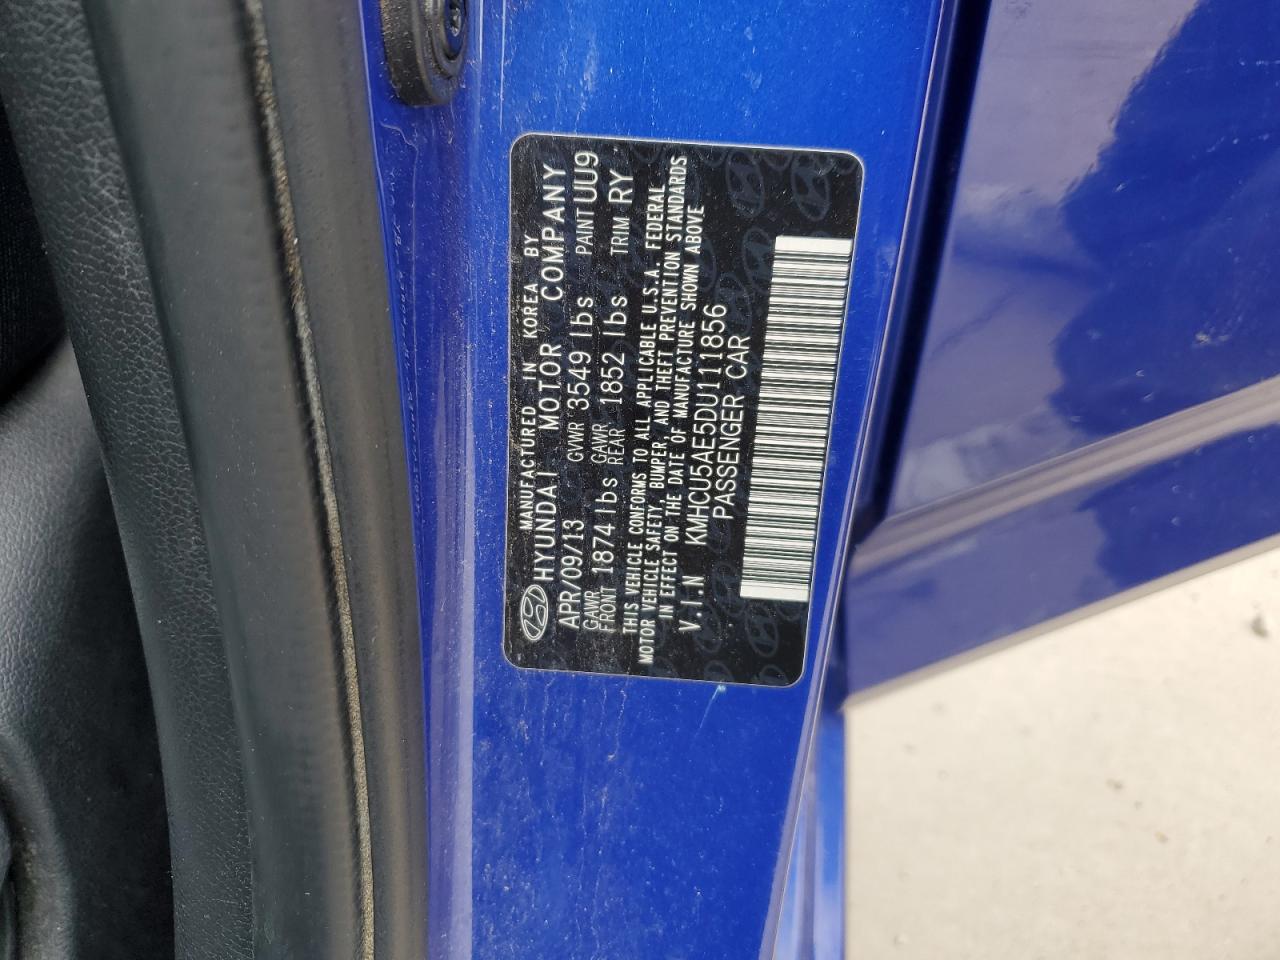 MANUFACTURED IN KOREA BY
HYUNDAI MOTOR COMPANY
APR/09/13 GVWR 3549 lbs PAINT UU9
GAWR FRONT 1874 lbs GAWR REAR 1852 lbs TRIM RY
THIS VEHICLE CONFORMS TO ALL APPLICABLE U.S.A. FEDERAL
MOTOR VEHICLE SAFETY, BUMPER, AND THEFT PREVENTION STANDARDS
IN EFFECT ON THE DATE OF MANUFACTURE SHOWN ABOVE
V.I.N KMHCU5AE5DU111856
PASSENGER CAR